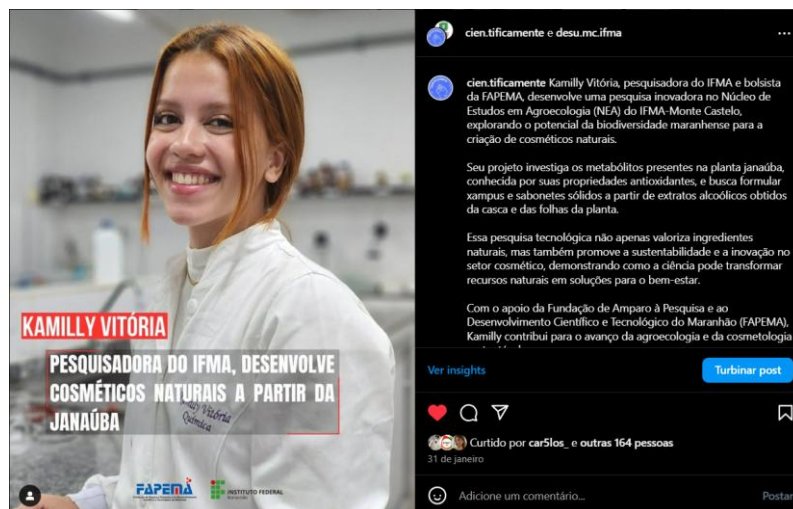 KAMILLY VITÓRIA
PESQUISADORA DO IFMA, DESENVOLVE
COSMÉTICOS NATURAIS A PARTIR DA
JANAÚBA
Vitória
Química
FAPEMA
INSTITUTO FEDERAL
cien.tificamente e desu.mc.ifma
cien.tificamente Kamilly Vitória, pesquisadora do IFMA e bolsista
da FAPEMA, desenvolve uma pesquisa inovadora no Núcleo de
Estudos em Agroecologia (NEA) do IFMA-Monte Castelo,
explorando o potencial da biodiversidade maranhense para a
criação de cosméticos naturais.
Seu projeto investiga os metabólitos presentes na planta janaúba,
conhecida por suas propriedades antioxidantes, e busca formular
xampus e sabonetes sólidos a partir de extratos alcoólicos obtidos
da casca e das folhas da planta.
Essa pesquisa tecnológica não apenas valoriza ingredientes
naturais, mas também promove a sustentabilidade e a inovação no
setor cosmético, demonstrando como a ciência pode transformar
recursos naturais em soluções para o bem-estar.
Com o apoio da Fundação de Amparo à Pesquisa e ao
Desenvolvimento Científico e Tecnológico do Maranhão (FAPEMA),
Kamilly contribui para o avanço da agroecologia e da cosmetologia
Ver insights
Turbinar post
Curtido por car5los_ e outras 164 pessoas
31 de janeiro
Adicione um comentário...
Postar